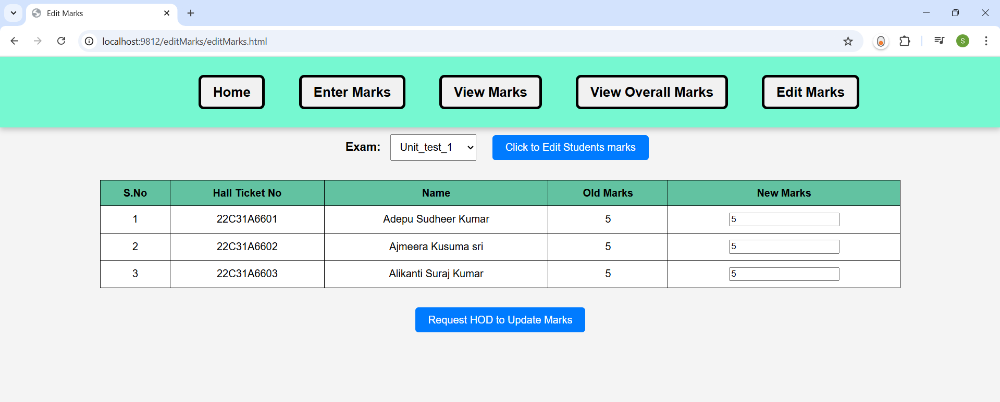 Edit Marks
localhost:9812/editMarks/editMarks.html
S
Home Enter Marks View Marks View Overall Marks Edit Marks
Exam: Unit_test_1 Click to Edit Students marks
S.No Hall Ticket No Name Old Marks New Marks
1 22C31A6601 Adepu Sudheer Kumar 5 5
2 22C31A6602 Ajmeera Kusuma sri 5 5
3 22C31A6603 Alikanti Suraj Kumar 5 5
Request HOD to Update Marks